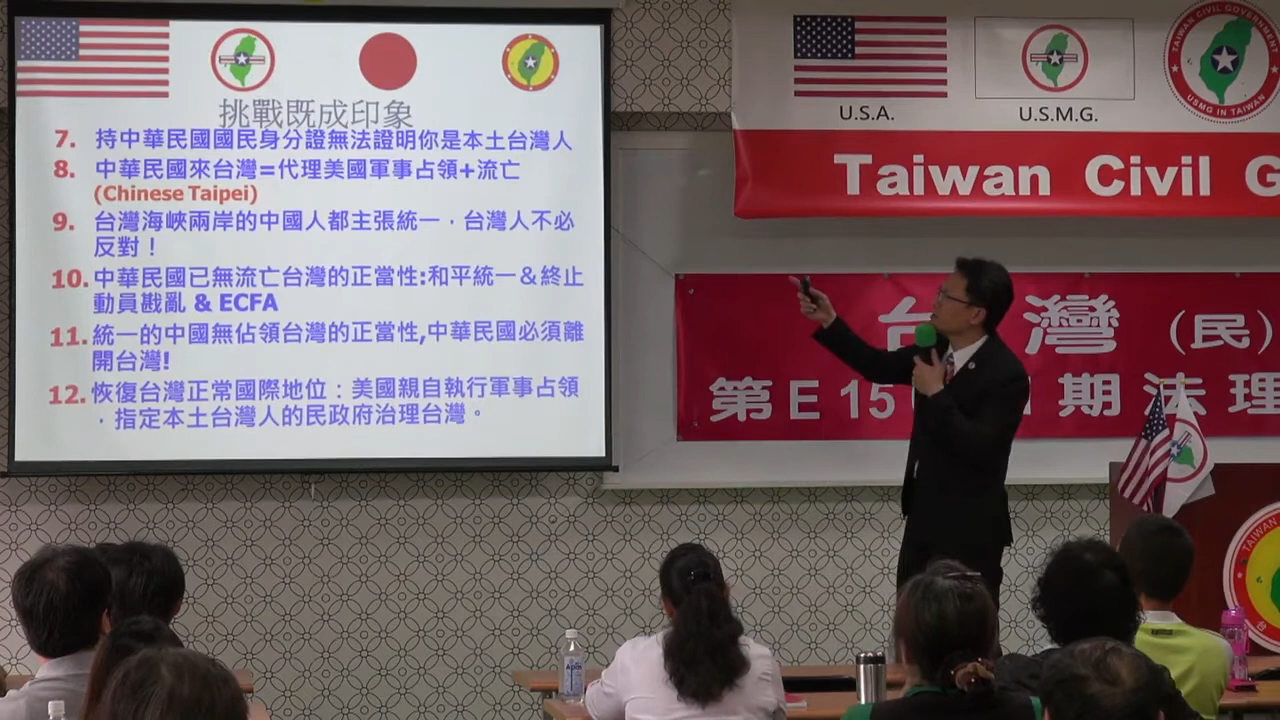 挑戰既成印象
7. 持中華民國國民身分證無法證明你是本土台灣人
8. 中華民國來台灣=代理美國軍事占領+流亡
(Chinese Taipei)
9. 台灣海峽兩岸的中國人都主張統一，台灣人不必
反對！
10. 中華民國已無流亡台灣的正當性:和平統一＆終止
動員戡亂 & ECFA
11. 統一的中國無佔領台灣的正當性,中華民國必須離
開台灣!
12. 恢復台灣正常國際地位：美國親自執行軍事占領
，指定本土台灣人的民政府治理台灣。
U.S.A.
U.S.M.G.
TAIWAN CIVIL GOVERNMENT
USMG IN TAIWAN
Taiwan Civil G
台灣(民)
第E15
期法理